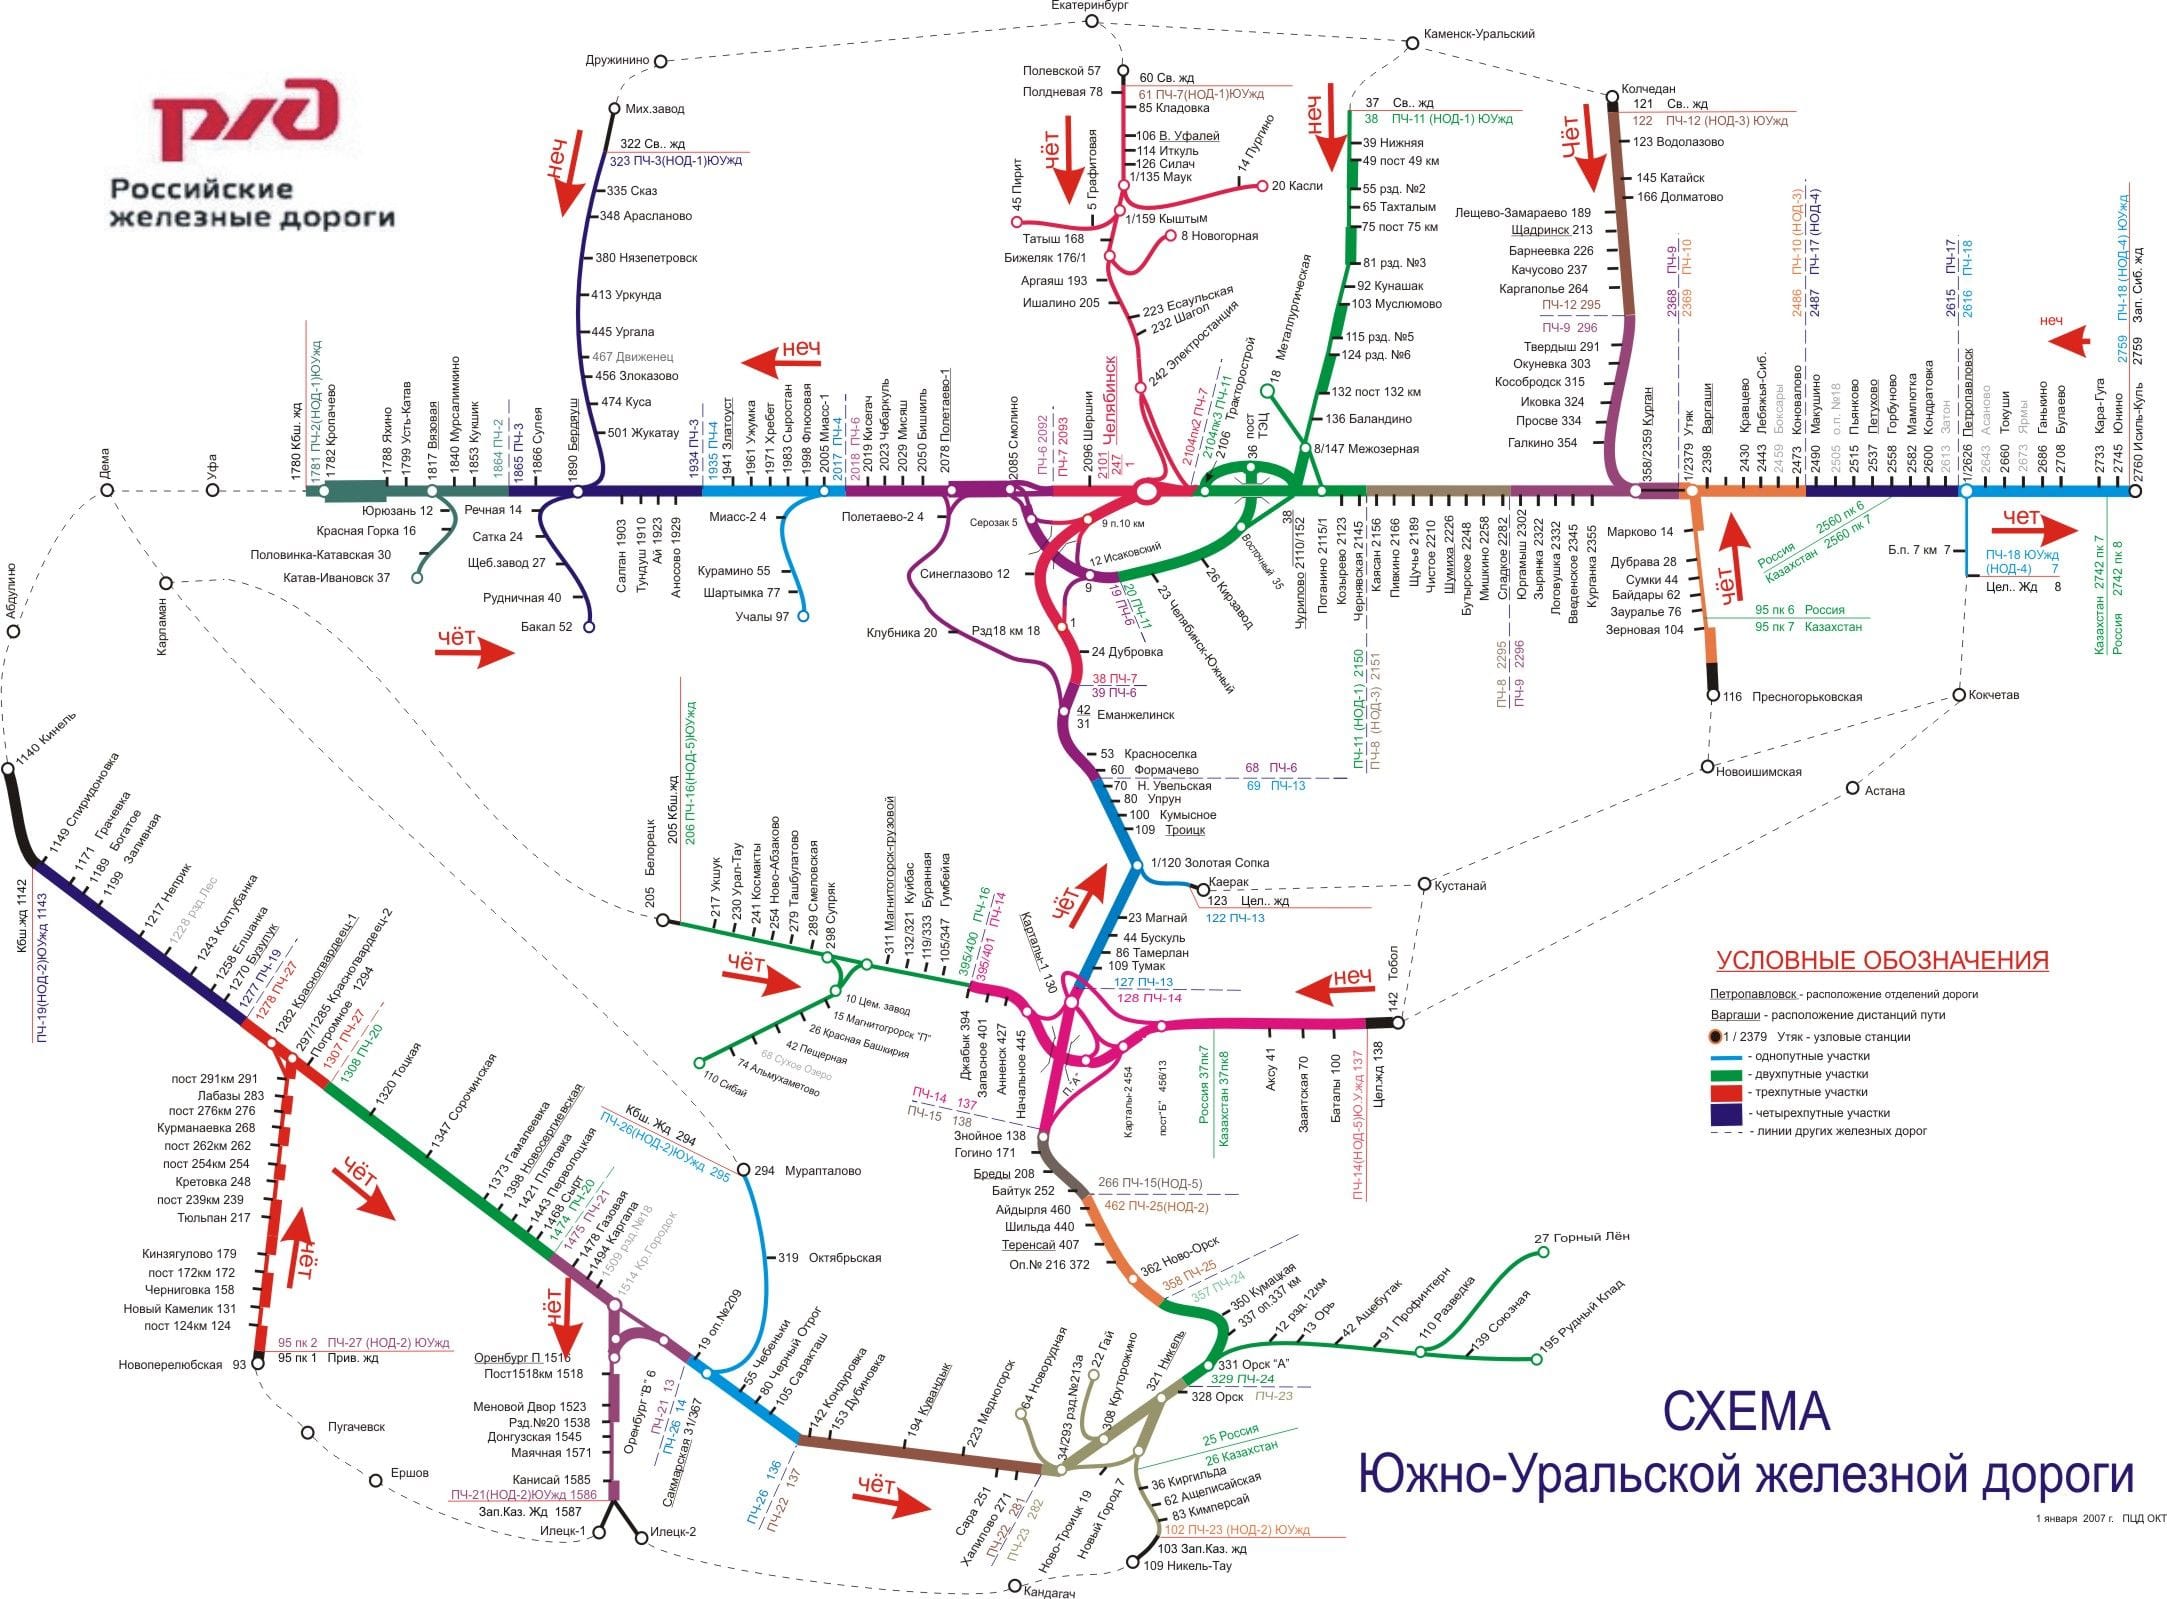 Екатеринбург
Каменск-Уральский
Дружинино
РЖД
Российские
железные дороги
Мих.завод
322 Св.. жд
323 ПЧ-3(НОД-1)ЮУжд
неч
335 Сказ
348 Арасланово
380 Нязепетровск
413 Уркунда
445 Ургала
467 Движенец
456 Злоказово
474 Куса
501 Жукатау
Полевской 57
60 Св. жд
61 ПЧ-7(НОД-1)ЮУжд
Полдневая 78
85 Кладовка
чёт
106 В. Уфалей
114 Иткуль
126 Силач
1/135 Маук
14 Пургино
20 Касли
45 Пирит
5 Графитовая
1/159 Кыштым
Татыш 168
8 Новогорная
Бижеляк 176/1
Аргаяш 193
Ишалино 205
223 Есаульская
232 Шагол
242 Электростанция
неч
37 Св.. жд
38 ПЧ-11 (НОД-1) ЮУжд
39 Нижняя
49 пост 49 км
55 рзд. №2
65 Тахталым
75 пост 75 км
81 рзд. №3
92 Кунашак
103 Муслюмово
115 рзд. №5
124 рзд. №6
132 пост 132 км
136 Баландино
8/147 Межозерная
18 Металлургическая
36 пост ТЭЦ
2106 Тракторострой
2104пк2 ПЧ-7
2104пк3 ПЧ-11
Колчедан
121 Св.. жд
122 ПЧ-12 (НОД-3) ЮУжд
чёт
123 Водолазово
145 Катайск
166 Долматово
Лещево-Замараево 189
Щадринск 213
Барневка 226
Качусово 237
Каргаполье 264
ПЧ-12 295
ПЧ-9 296
Твердыш 291
Окуневка 303
Кособродск 315
Иковка 324
Просве 334
Галкино 354
358/2359 Курган
2368 ПЧ-9
2369 ПЧ-10
1/2379 Утяк
2398 Варгаши
2430 Кравцево
2443 Лебяжья-Сиб.
2459 Боксары
2473 Коновалово
2486 ПЧ-10 (НОД-3)
2487 ПЧ-17 (НОД-4)
2490 Макушино
2505 о.п. №18
2515 Пьянково
2537 Петухово
2558 Горбуново
2582 Мамлютка
2600 Кондратовка
2613 Затон
2615 ПЧ-17
2616 ПЧ-18
1/2626 Петропавловск
2643 Асаново
2660 Токуши
2673 Ярмы
2686 Ганькино
2708 Булаево
2733 Кара-Гуга
2745 Юнино
2759 ПЧ-18 (НОД-4) ЮУжд
2759 Зап. Сиб. жд
2760 Исиль-Куль
неч
чет
Дема
Уфа
1780 Кбш. жд
1781 ПЧ-2(НОД-1)ЮУжд
1782 Кропачево
1788 Яхино
1799 Усть-Катав
1817 Вязовая
1840 Мурсалимкино
1853 Кукшик
1864 ПЧ-2
1865 ПЧ-3
1866 Сулея
1890 Бердяуш
1934 ПЧ-3
1935 ПЧ-4
1941 Златоуст
1961 Ужумка
1971 Хребет
1983 Сыростан
1998 Флюсовая
2005 Миасс-1
2017 ПЧ-4
2018 ПЧ-6
2019 Кисегач
2023 Чебаркуль
2029 Мисяш
2050 Бишкиль
2078 Полетаево-1
2085 Смолино
ПЧ-6 2092
ПЧ-7 2093
2096 Шершни
2101 Челябинск
247
1
неч
Юрюзань 12
Красная Горка 16
Половинка-Катавская 30
Катав-Ивановск 37
Речная 14
Сатка 24
Щеб.завод 27
Рудничная 40
Бакал 52
Салган 1903
Тундуш 1910
Ай 1923
Аносово 1929
Миасс-2 4
Курамино 55
Шартымка 77
Учалы 97
чёт
Полетаево-2 4
Серозак 5
9 п.10 км
Синеглазово 12
12 Исаковский
9
Клубника 20
Рзд18 км 18
1
24 Дубровка
38 ПЧ-7
39 ПЧ-6
42
31 Еманжелинск
20 ПЧ-11
19 ПЧ-6
23 Челябинск-Южный
26 Кирзавод
Восточный 35
38
Чурилово 2110/152
Потанино 2115/1
Козырево 2123
Чернявская 2145
Каясан 2156
Пивкино 2166
Щучье 2189
Чистое 2210
Шумиха 2226
Бутырское 2248
Мишкино 2258
Сладкое 2282
Юргамыш 2302
Зырянка 2322
Логовушка 2332
Введенское 2345
Курганка 2355
ПЧ-11 (НОД-1) 2150
ПЧ-8 (НОД-3) 2151
ПЧ-8 2295
ПЧ-9 2296
Марково 14
Дубрава 28
Сумки 44
Байдары 62
Зауралье 76
Зерновая 104
чёт
2560 пк 6
Россия
Казахстан 2560 пк 7
95 пк 6 Россия
95 пк 7 Казахстан
116 Пресногорьковская
Б.п. 7 км 7
ПЧ-18 ЮУжд
(НОД-4) 7
Цел.. Жд 8
Казахстан 2742 пк 7
Россия 2742 пк 8
Кокчетав
Новоишимская
Астана
53 Красноселка
60 Формачево
68 ПЧ-6
69 ПЧ-13
70 Н. Увельская
80 Упрун
100 Кумысное
109 Троицк
1/120 Золотая Сопка
Каерак
123 Цел.. жд
122 ПЧ-13
Кустанай
чёт
23 Магнай
44 Бускуль
86 Тамерлан
109 Тумак
127 ПЧ-13
128 ПЧ-14
Карталы-1 130
неч
142 Тобол
Абдулино
Карламан
1140 Кинель
Кбш.жд 1142
ПЧ-19(НОД-2)ЮУжд 1143
1149 Спиридоновка
1171 Грачевка
1189 Богатое
1199 Заливная
1217 Неприк
1228 рзд.Лес
1243 Колтубанка
1258 Елшанка
1270 Бузулук
1277 ПЧ-19
1278 ПЧ-27
1282 Красногвардеец-1
297/1285 Красногвардеец-2
Погромное 1294
1307 ПЧ-27
1308 ПЧ-20
1320 Тоцкая
1347 Сорочинская
1373 Гамалеевка
1398 Новосергиевская
1421 Платовка
1443 Переволоцкая
1468 Сырт
1474 ПЧ-20
1475 ПЧ-21
1478 Газовая
1494 Каргала
1509 рзд.№18
1514 Кр.Городок
205 Белорецк
205 Кбш.жд
206 ПЧ-16(НОД-5)ЮУжд
217 Укшук
230 Урал-Тау
241 Космакты
254 Ново-Абзаково
279 Ташбулатово
289 Смеловская
298 Супряк
311 Магнитогорск-грузовой
132/321 Куйбас
119/333 Буранная
105/347 Гумбейка
395/400 ПЧ-16
395/401 ПЧ-14
чёт
10 Цем. завод
15 Магнитогрорск "П"
26 Красная Башкирия
42 Пещерная
68 Сухое Озеро
74 Альмухаметово
110 Сибай
Джабык 394
Запасное 401
Анненск 427
Начальное 445
П."А"
Карталы-2 454
пост"Б" 456/13
Россия 37пк7
Казахстан 37пк8
Аксу 41
Зааятская 70
Баталы 100
ПЧ-14(НОД-5)Ю.У.жд 137
Цел.жд 138
ПЧ-14 137
ПЧ-15 138
Знойное 138
Гогино 171
Бреды 208
Байтук 252
266 ПЧ-15(НОД-5)
462 ПЧ-25(НОД-2)
Айдырля 460
Шильда 440
Теренсай 407
Оп.№ 216 372
362 Ново-Орск
358 ПЧ-25
357 ПЧ-24
350 Кумацкая
337 оп.337 км
12 рзд. 12км
13 Орь
42 Ащебутак
91 Профинтерн
110 Разведка
27 Горный Лён
139 Союзная
195 Рудный Клад
331 Орск "А"
329 ПЧ-24
328 Орск ПЧ-23
321 Никель
пост 291км 291
Лабазы 283
пост 276км 276
Курманаевка 268
пост 262км 262
пост 254км 254
Кретовка 248
пост 239км 239
Тюльпан 217
Кинзягулово 179
пост 172км 172
Черниговка 158
Новый Камелик 131
пост 124км 124
чёт
95 пк 2 ПЧ-27 (НОД-2) ЮУжд
95 пк 1 Прив. жд
Новоперелюбская 93
Пугачевск
Ершов
чёт
чёт
Кбш. Жд 294
ПЧ-26(НОД-2)ЮУжд 295
294 Мурапталово
319 Октябрьская
Оренбург П 1516
Пост1518км 1518
Меновой Двор 1523
Рзд.№20 1538
Донгузская 1545
Маячная 1571
Канисай 1585
ПЧ-21(НОД-2)ЮУжд 1586
Зап.Каз. Жд 1587
Илецк-1
Илецк-2
Оренбург "В" 6
ПЧ-21 13
ПЧ-26 14
Сакмарская 31/367
19 оп.№209
55 Чебеньки
80 Черный Отрог
105 Саракташ
ПЧ-26 136
ПЧ-22 137
142 Кондуровка
153 Дубиновка
194 Кувандык
223 Медногорск
чёт
Сара 251
Халилово 271
ПЧ-22 281
ПЧ-23 282
64 Новорудная
34/293 рзд.№213а
22 Гай
308 Круторожино
Ново-Троицк 19
Новый Город 7
25 Россия
26 Казахстан
36 Киргильда
62 Ащелисайская
83 Кимперсай
102 ПЧ-23 (НОД-2) ЮУжд
103 Зап.Каз. жд
109 Никель-Тау
Кандагач
УСЛОВНЫЕ ОБОЗНАЧЕНИЯ
Петропавловск - расположение отделений дороги
Варгаши - расположение дистанций пути
1 / 2379 Утяк - узловые станции
- однопутные участки
- двухпутные участки
- трехпутные участки
- четырехпутные участки
- линии других железных дорог
СХЕМА
Южно-Уральской железной дороги
1 января 2007 г. ПЦД ОКТ